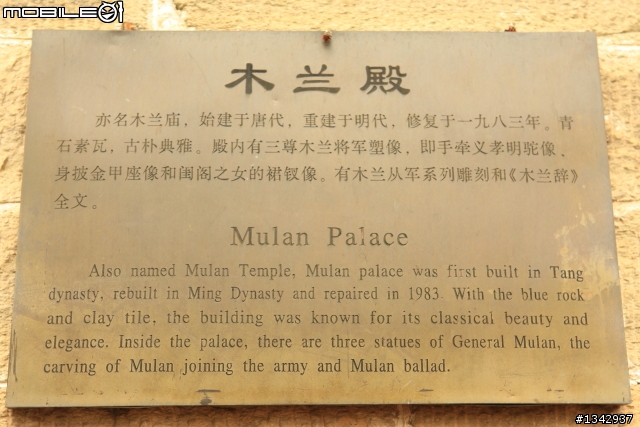 MOBILE01
木兰殿
亦名木兰庙，始建于唐代，重建于明代，修复于一九八三年。青
石素瓦，古朴典雅。殿内有三尊木兰将军塑像，即手牵义孝明驼像、
身披金甲座像和闺阁之女的裙钗像。有木兰从军系列雕刻和《木兰辞》
全文。
Mulan Palace
Also named Mulan Temple, Mulan palace was first built in Tang
dynasty, rebuilt in Ming Dynasty and repaired in 1983. With the blue rock
and clay tile, the building was known for its classical beauty and
elegance. Inside the palace, there are three statues of General Mulan, the
carving of Mulan joining the army and Mulan ballad.
#1342937